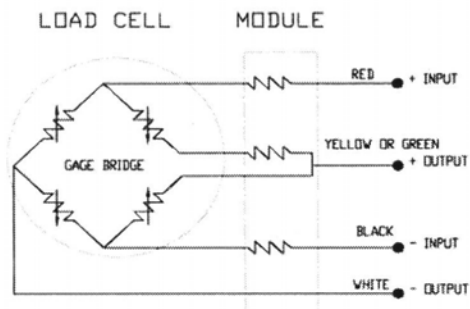 LOAD CELL MODULE
RED + INPUT
YELLOW OR GREEN
GAGE BRIDGE + OUTPUT
BLACK - INPUT
WHITE - OUTPUT